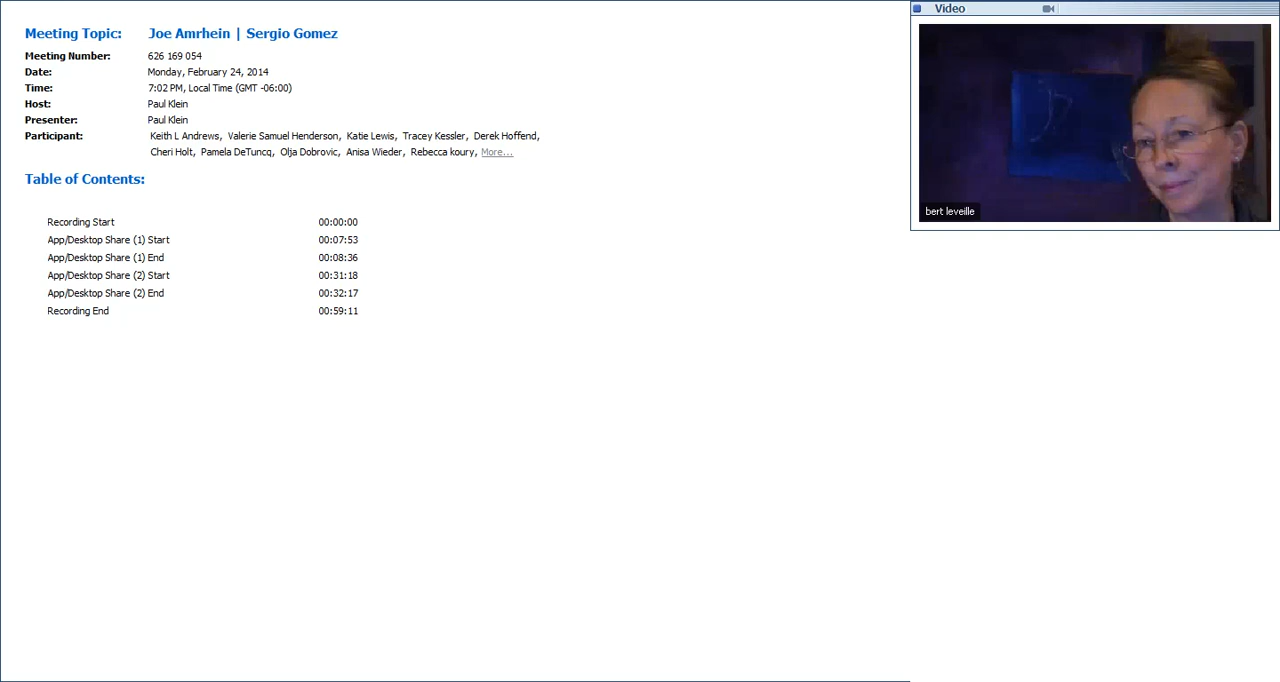 Meeting Topic: Joe Amrhein | Sergio Gomez
Meeting Number: 626 169 054
Date: Monday, February 24, 2014
Time: 7:02 PM, Local Time (GMT -06:00)
Host: Paul Klein
Presenter: Paul Klein
Participant: Keith L Andrews, Valerie Samuel Henderson, Katie Lewis, Tracey Kessler, Derek Hoffend,
Cheri Holt, Pamela DeTuncq, Olja Dobrovic, Anisa Wieder, Rebecca koury, More...
Table of Contents:
Recording Start 00:00:00
App/Desktop Share (1) Start 00:07:53
App/Desktop Share (1) End 00:08:36
App/Desktop Share (2) Start 00:31:18
App/Desktop Share (2) End 00:32:17
Recording End 00:59:11
Video
bert leveille